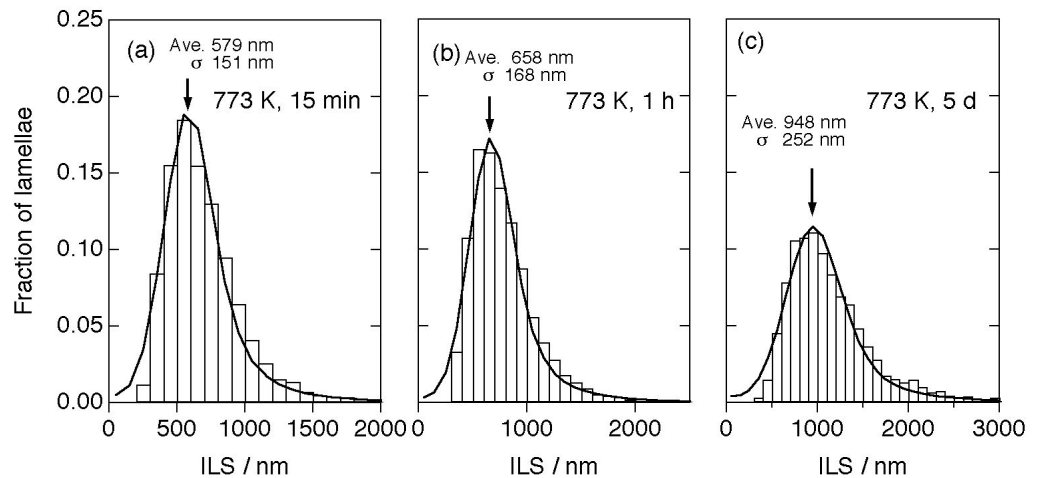 0.25
0.20
0.15
0.10
0.05
0.00
Fraction of lamellae
(a)
Ave. 579 nm
σ 151 nm
773 K, 15 min
0 500 1000 1500 2000
ILS / nm
(b)
Ave. 658 nm
σ 168 nm
773 K, 1 h
0 1000 2000
ILS / nm
(c)
773 K, 5 d
Ave. 948 nm
σ 252 nm
0 1000 2000 3000
ILS / nm